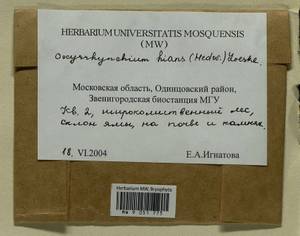 HERBARIUM UNIVERSITATIS MOSQUENSIS
(MW)
Oxyrrhynchium hians (Hedw.) Loeske.
Московская область, Одинцовский район,
Звенигородская биостанция МГУ
Кв. 2, широколиственный лес,
склон ямы, на почве и камнях.
18.VI.2004 Е.А.Игнатова
Herbarium MW, Bryophyta